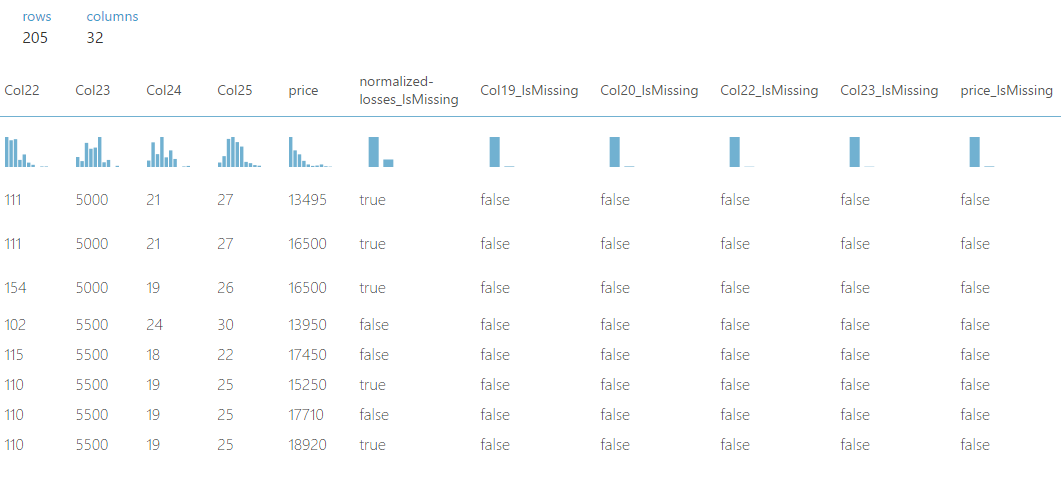 rows columns
205 32
Col22 Col23 Col24 Col25 price normalized-losses_IsMissing Col19_IsMissing Col20_IsMissing Col22_IsMissing Col23_IsMissing price_IsMissing
111 5000 21 27 13495 true false false false false false
111 5000 21 27 16500 true false false false false false
154 5000 19 26 16500 true false false false false false
102 5500 24 30 13950 false false false false false false
115 5500 18 22 17450 false false false false false false
110 5500 19 25 15250 true false false false false false
110 5500 19 25 17710 false false false false false false
110 5500 19 25 18920 true false false false false false